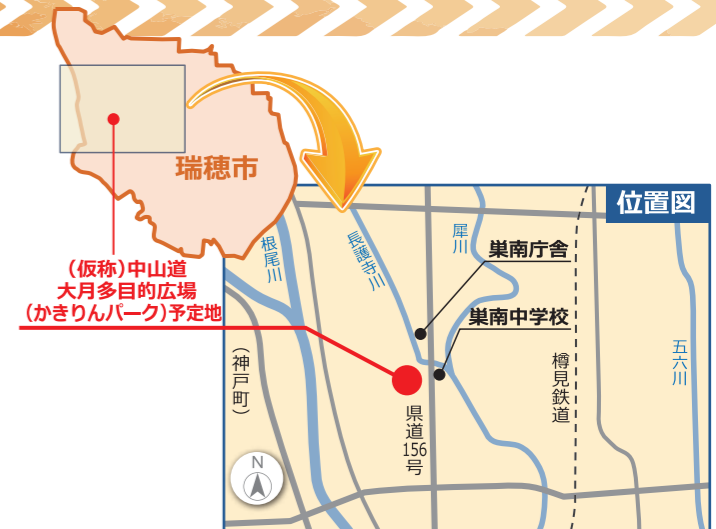 瑞穂市
位置図
(仮称)中山道
大月多目的広場
(かきりんパーク)予定地
根尾川
長護寺川
犀川
巣南庁舎
巣南中学校
(神戸町)
樽見鉄道
五六川
県道156号
N